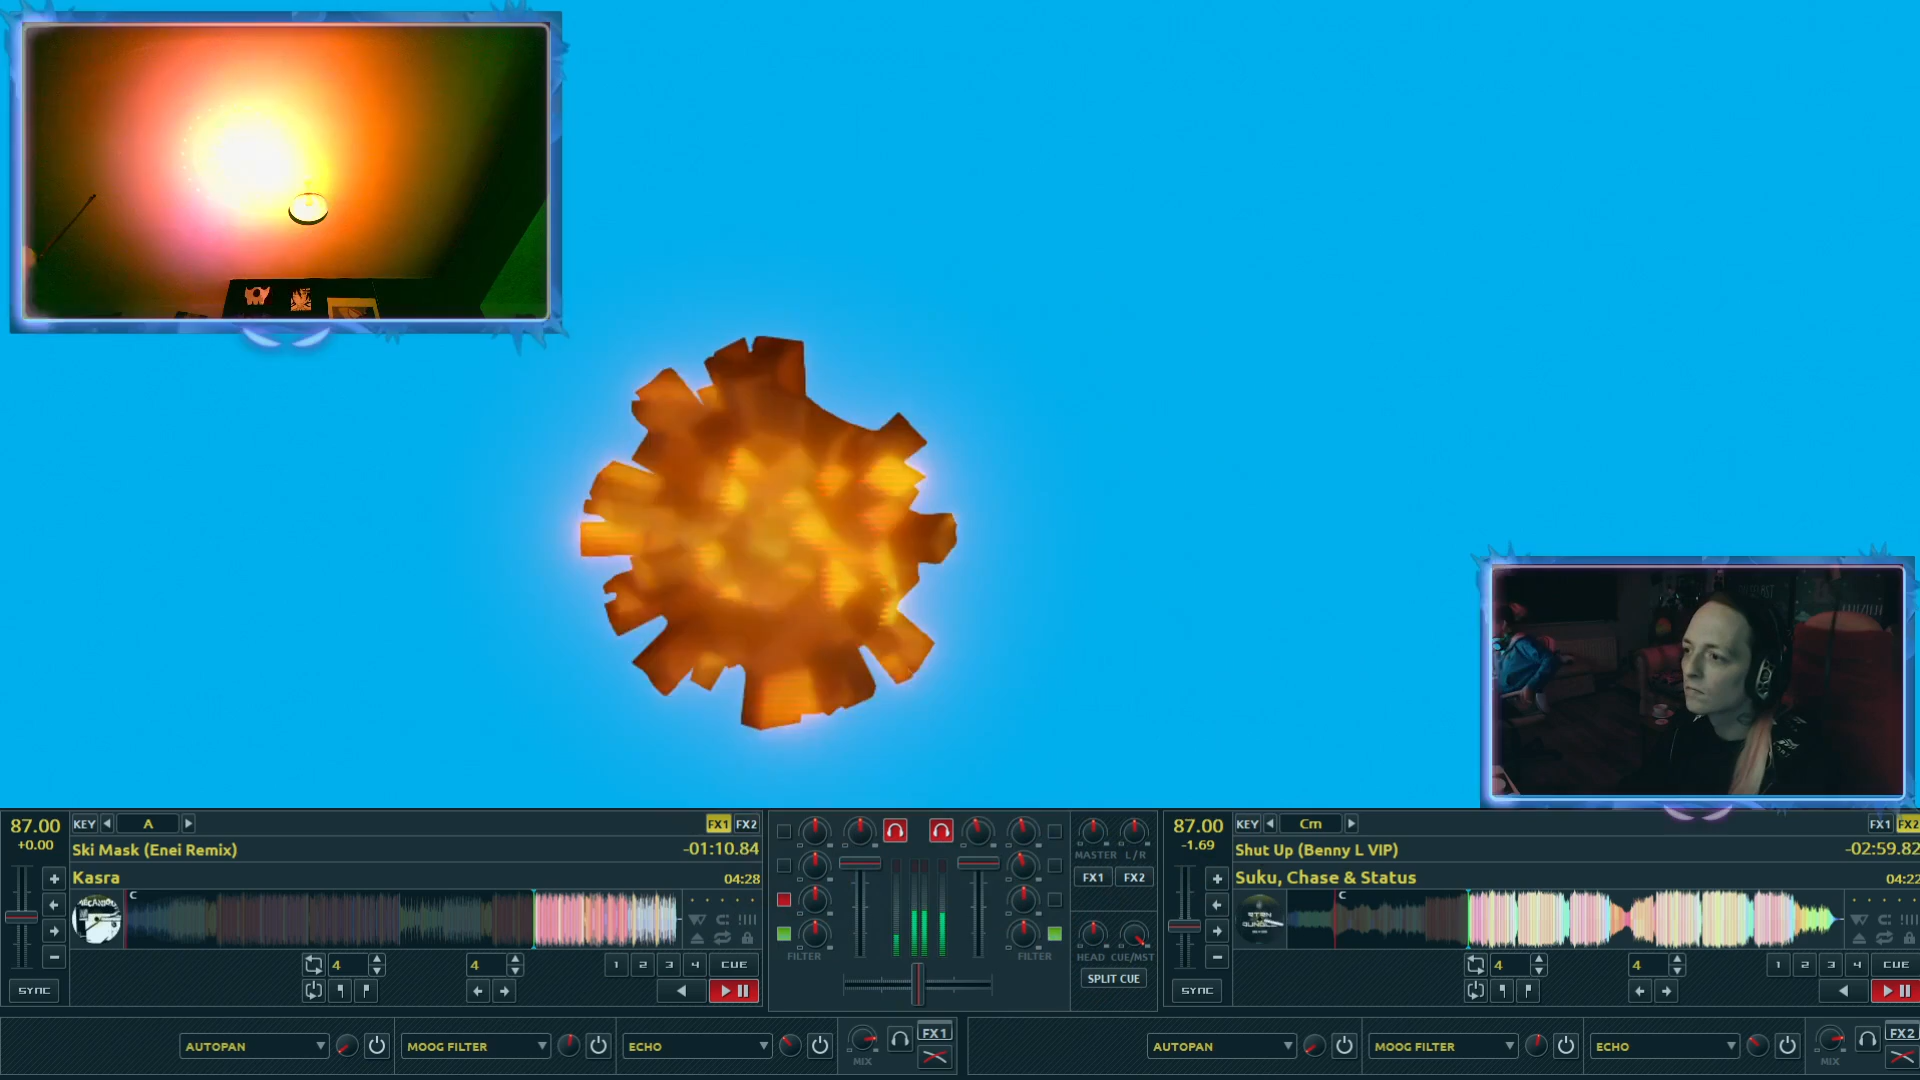 87.00
+0.00
KEY A
FX1 FX2
Ski Mask (Enei Remix)
-01:10.84
Kasra
04:28
C
4
4
1 2 3 4 CUE
SYNC
FILTER
FILTER
MASTER L/R
FX1 FX2
HEAD CUE/MST
SPLIT CUE
87.00
-1.69
KEY Cm
FX1 FX2
Shut Up (Benny L VIP)
-02:59.82
Suku, Chase & Status
04:22
C
4
4
1 2 3 4 CUE
SYNC
AUTOPAN
MOOG FILTER
ECHO
MIX
FX1
AUTOPAN
MOOG FILTER
ECHO
MIX
FX2